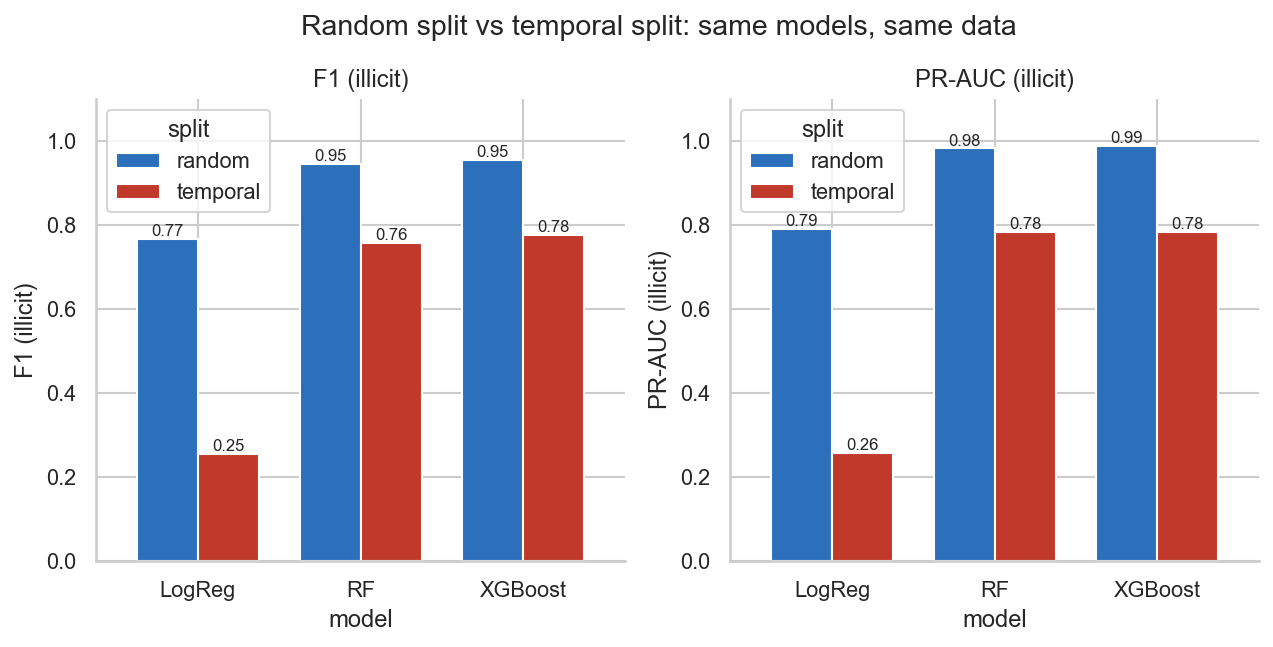 Random split vs temporal split: same models, same data
F1 (illicit)
split
random
temporal
F1 (illicit)
1.0
0.8
0.6
0.4
0.2
0.0
0.77
0.25
0.95
0.76
0.95
0.78
LogReg
RF
XGBoost
model
PR-AUC (illicit)
split
random
temporal
PR-AUC (illicit)
1.0
0.8
0.6
0.4
0.2
0.0
0.79
0.26
0.98
0.78
0.99
0.78
LogReg
RF
XGBoost
model